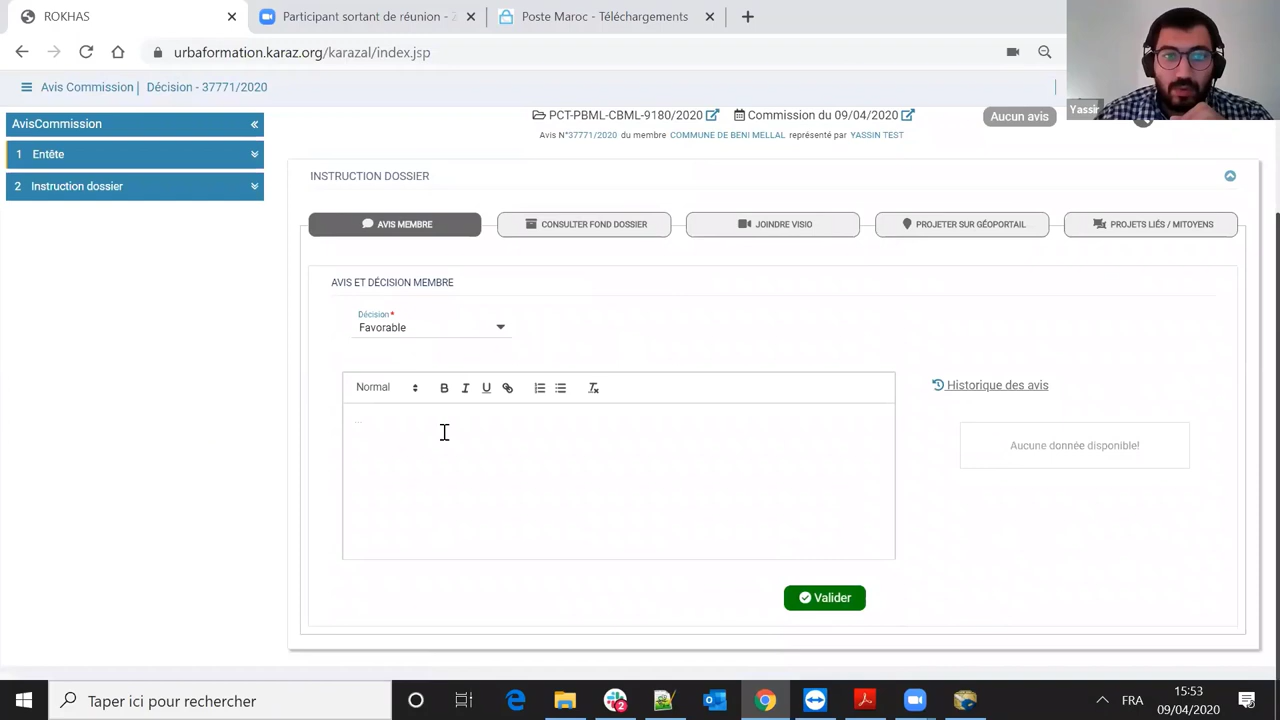 ROKHAS
Participant sortant de réunion - 2
Poste Maroc - Téléchargements
urbaformation.karaz.org/karazal/index.jsp
Avis Commission | Décision - 37771/2020
Yassir
AvisCommission
PCT-PBML-CBML-9180/2020 Commission du 09/04/2020 Aucun avis
Avis N°37771/2020 du membre COMMUNE DE BENI MELLAL représenté par YASSIN TEST
1 Entête
2 Instruction dossier
INSTRUCTION DOSSIER
AVIS MEMBRE CONSULTER FOND DOSSIER JOINDRE VISIO PROJETER SUR GÉOPORTAIL PROJETS LIÉS / MITOYENS
AVIS ET DÉCISION MEMBRE
Décision *
Favorable
Normal
Historique des avis
...
Aucune donnée disponible!
Valider
Taper ici pour rechercher
2
FRA
15:53
09/04/2020